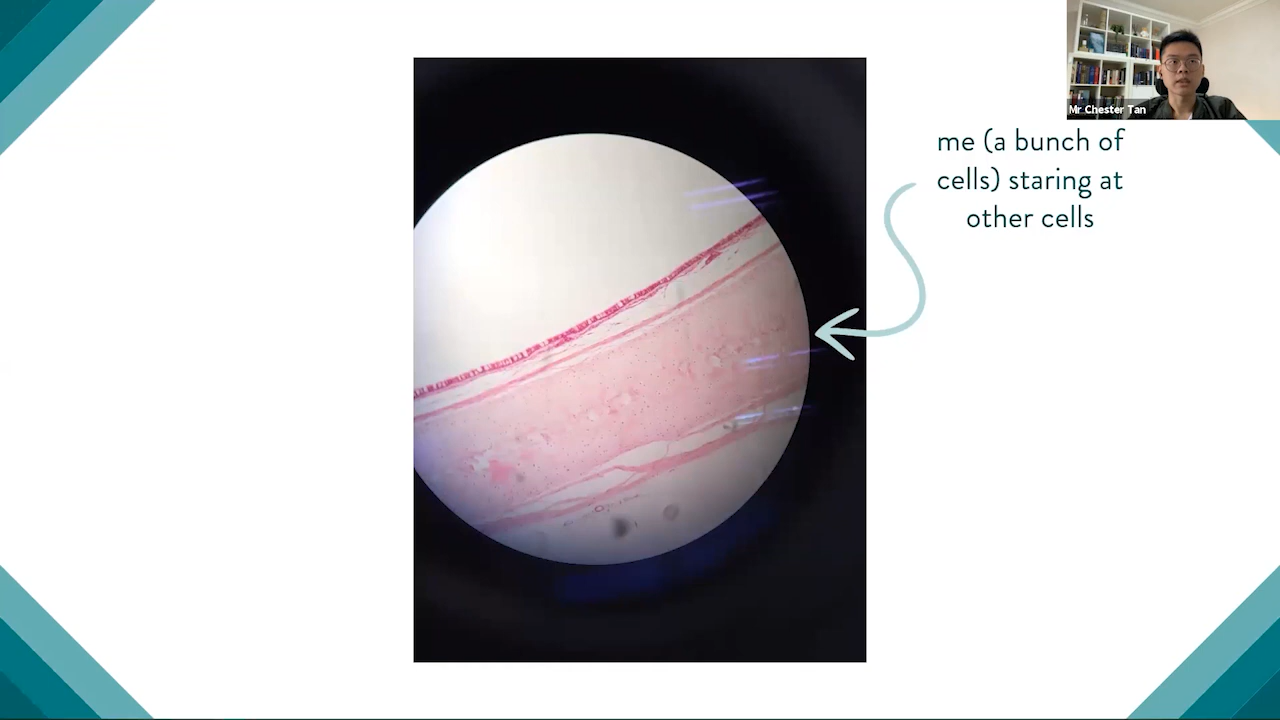 Mr Chester Tan
me (a bunch of
cells) staring at
other cells